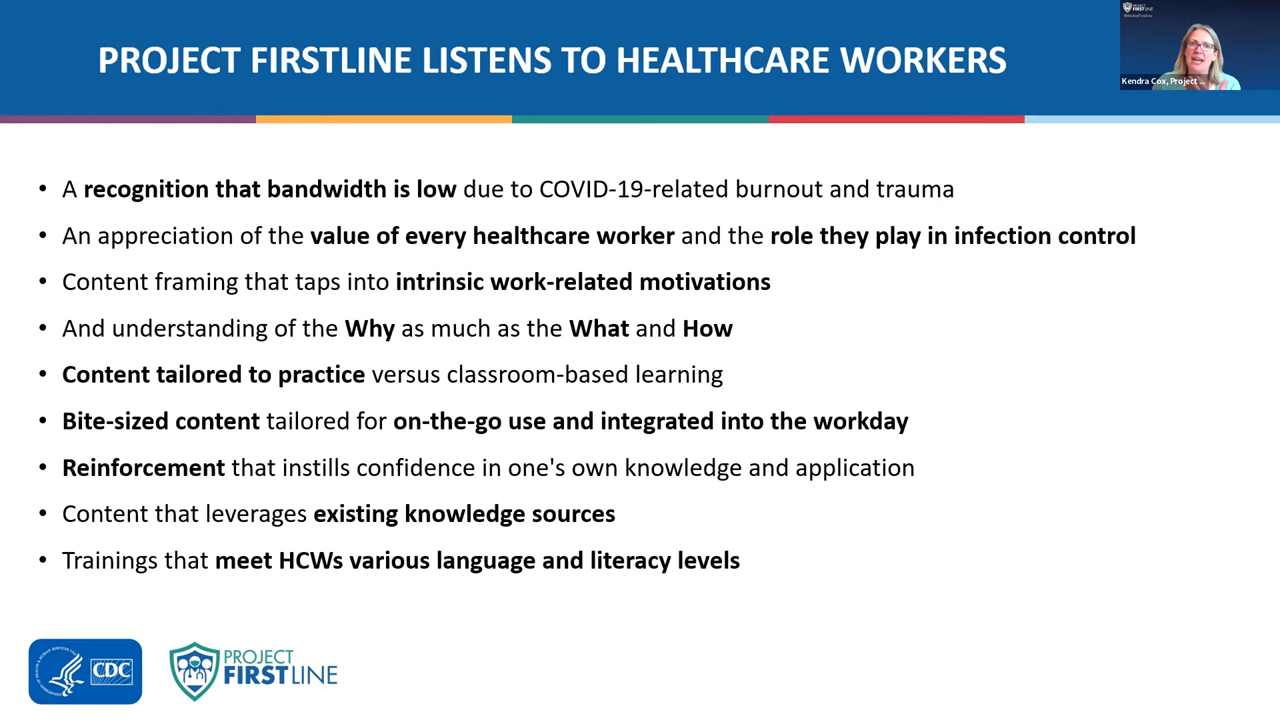 PROJECT FIRSTLINE LISTENS TO HEALTHCARE WORKERS
PROJECT
FIRSTLINE
Kendra Cox, Project ...
• A recognition that bandwidth is low due to COVID-19-related burnout and trauma
• An appreciation of the value of every healthcare worker and the role they play in infection control
• Content framing that taps into intrinsic work-related motivations
• And understanding of the Why as much as the What and How
• Content tailored to practice versus classroom-based learning
• Bite-sized content tailored for on-the-go use and integrated into the workday
• Reinforcement that instills confidence in one's own knowledge and application
• Content that leverages existing knowledge sources
• Trainings that meet HCWs various language and literacy levels
CDC
PROJECT
FIRSTLINE